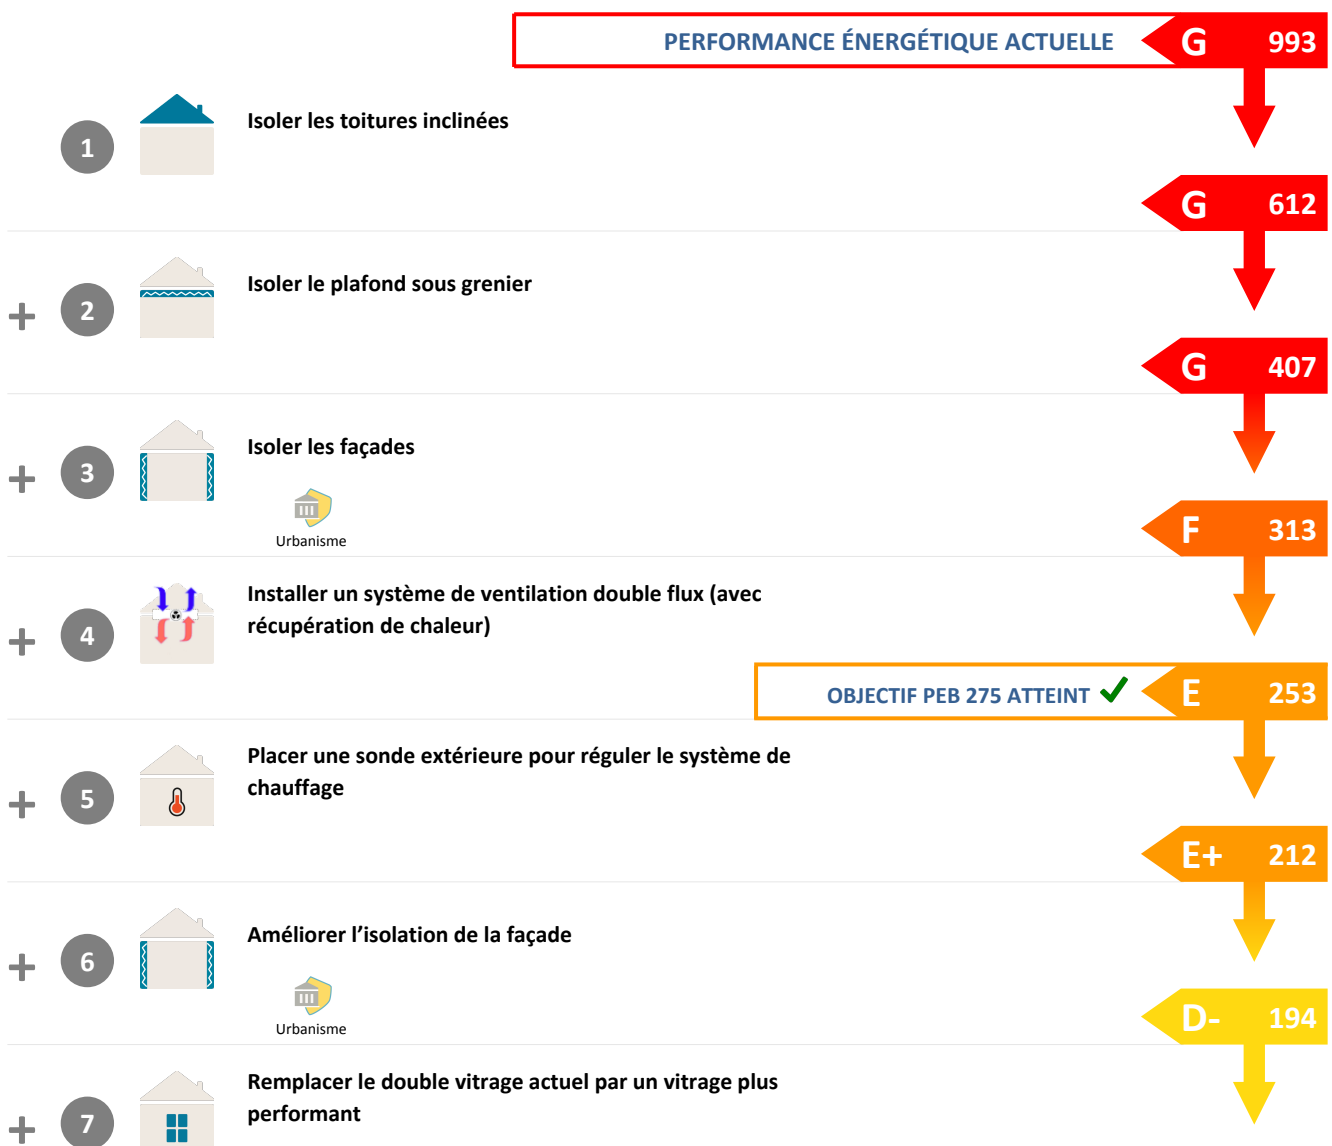 PERFORMANCE ÉNERGÉTIQUE ACTUELLE G 993
1 Isoler les toitures inclinées
G 612
+ 2 Isoler le plafond sous grenier
G 407
+ 3 Isoler les façades
Urbanisme
F 313
+ 4 Installer un système de ventilation double flux (avec
récupération de chaleur)
OBJECTIF PEB 275 ATTEINT ✓ E 253
+ 5 Placer une sonde extérieure pour réguler le système de
chauffage
E+ 212
+ 6 Améliorer l’isolation de la façade
Urbanisme
D- 194
+ 7 Remplacer le double vitrage actuel par un vitrage plus
performant